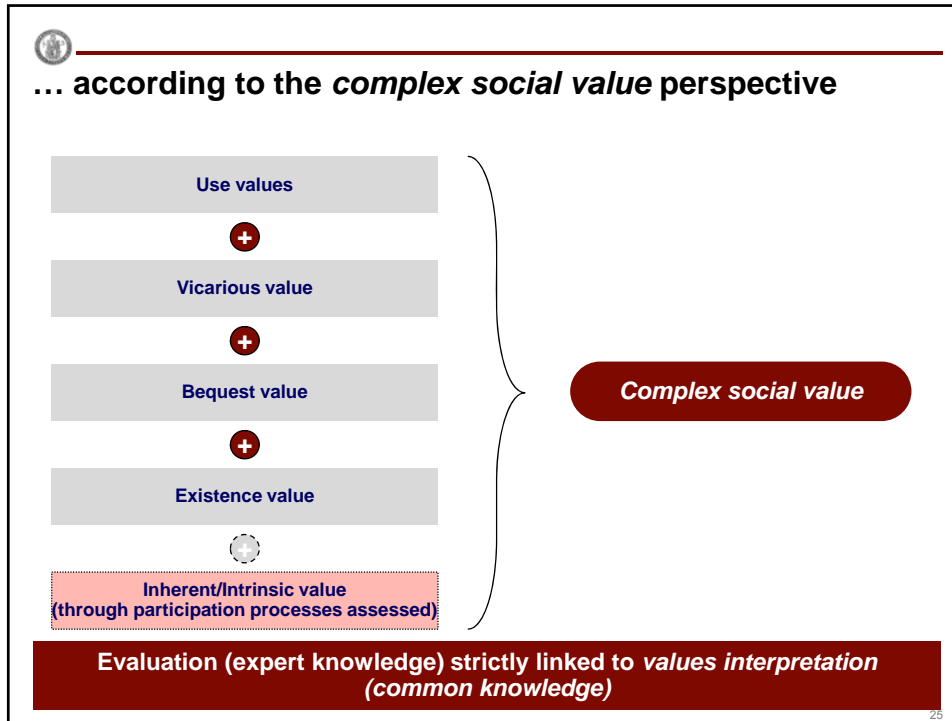 … according to the complex social value perspective
Use values
+
Vicarious value
+
Bequest value
+
Complex social value
Existence value
+
Inherent/Intrinsic value
(through participation processes assessed)
Evaluation (expert knowledge) strictly linked to values interpretation
(common knowledge)
25